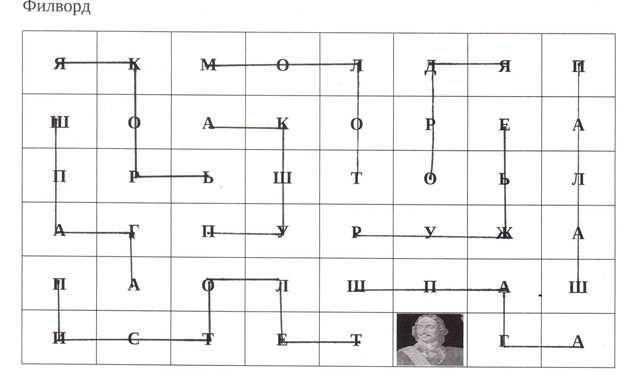 Филворд
Я К М О Л Д Я П
Ш О А К О Р Е А
П Р Ь Ш Т О Ь Л
А Г П У Р У Ж А
П А О Л Ш П А Ш
И С Т Е Т Г А